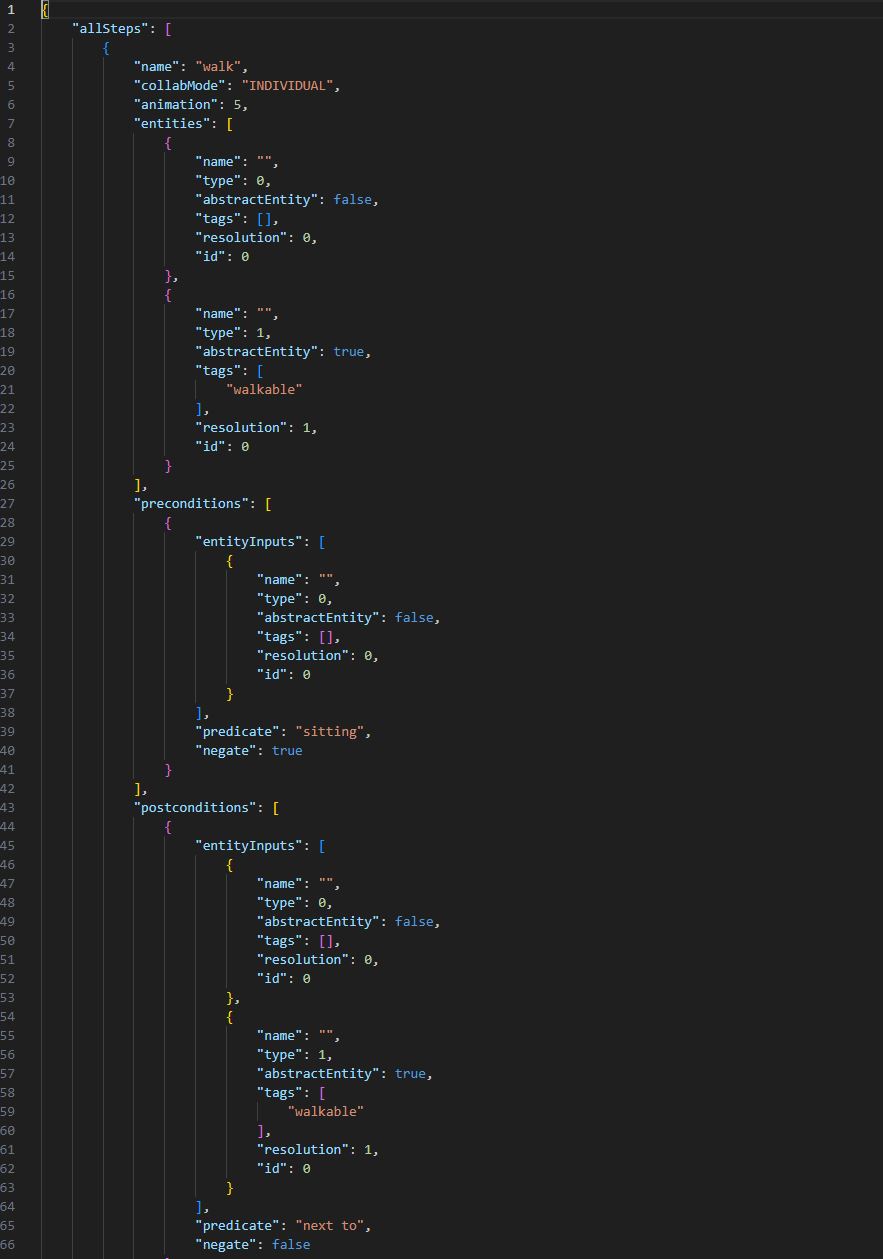 1 {
2 "allSteps": [
3 {
4 "name": "walk",
5 "collabMode": "INDIVIDUAL",
6 "animation": 5,
7 "entities": [
8 {
9 "name": "",
10 "type": 0,
11 "abstractEntity": false,
12 "tags": [],
13 "resolution": 0,
14 "id": 0
15 },
16 {
17 "name": "",
18 "type": 1,
19 "abstractEntity": true,
20 "tags": [
21 "walkable"
22 ],
23 "resolution": 1,
24 "id": 0
25 }
26 ],
27 "preconditions": [
28 {
29 "entityInputs": [
30 {
31 "name": "",
32 "type": 0,
33 "abstractEntity": false,
34 "tags": [],
35 "resolution": 0,
36 "id": 0
37 }
38 ],
39 "predicate": "sitting",
40 "negate": true
41 }
42 ],
43 "postconditions": [
44 {
45 "entityInputs": [
46 {
47 "name": "",
48 "type": 0,
49 "abstractEntity": false,
50 "tags": [],
51 "resolution": 0,
52 "id": 0
53 },
54 {
55 "name": "",
56 "type": 1,
57 "abstractEntity": true,
58 "tags": [
59 "walkable"
60 ],
61 "resolution": 1,
62 "id": 0
63 }
64 ],
65 "predicate": "next to",
66 "negate": false